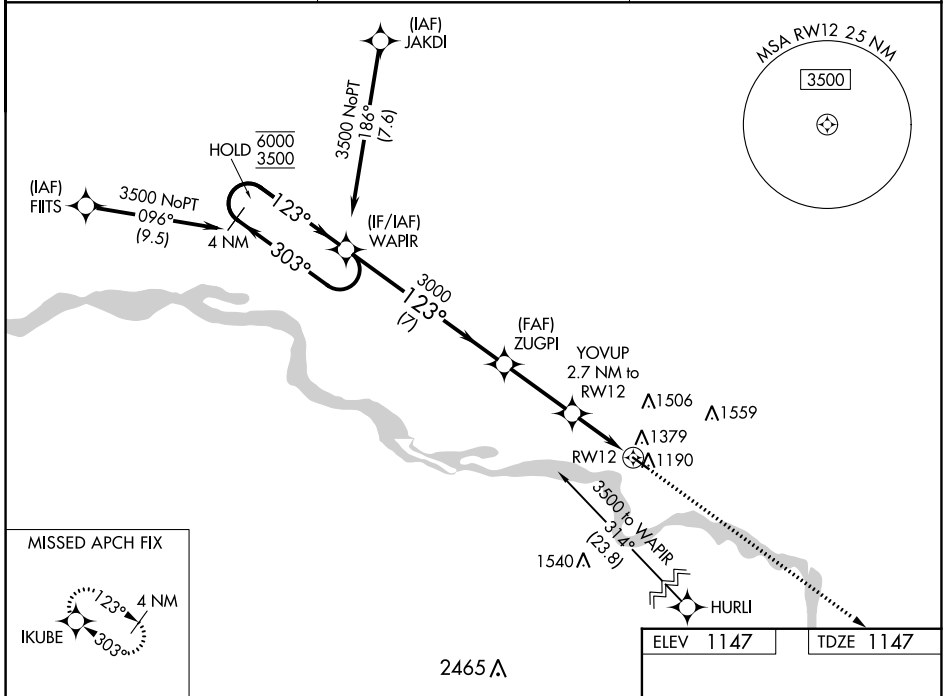 (IAF)
JAKDI
MSA RW12 25 NM
3500
3500 NoPT
186°
(7.6)
HOLD
6000
3500
(IAF)
FIITS
3500 NoPT
096°
(9.5)
4 NM
123°
303°
(IF/IAF)
WAPIR
3000
123°
(7)
(FAF)
ZUGPI
YOVUP
2.7 NM to
RW12
1506
1559
1379
RW12
1190
3500 to WAPIR
314°
(23.8)
1540
HURLI
MISSED APCH FIX
4 NM
123°
303°
IKUBE
2465
ELEV 1147
TDZE 1147